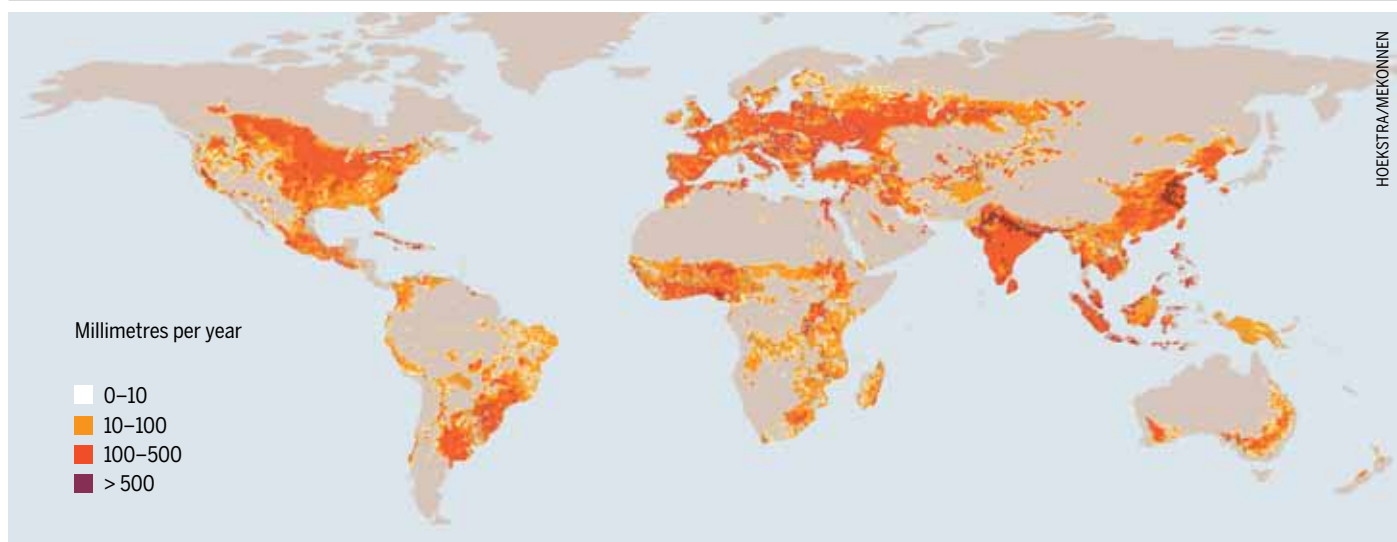 HOEKSTRA/MEKONNEN
Millimetres per year
0–10
10–100
100–500
> 500